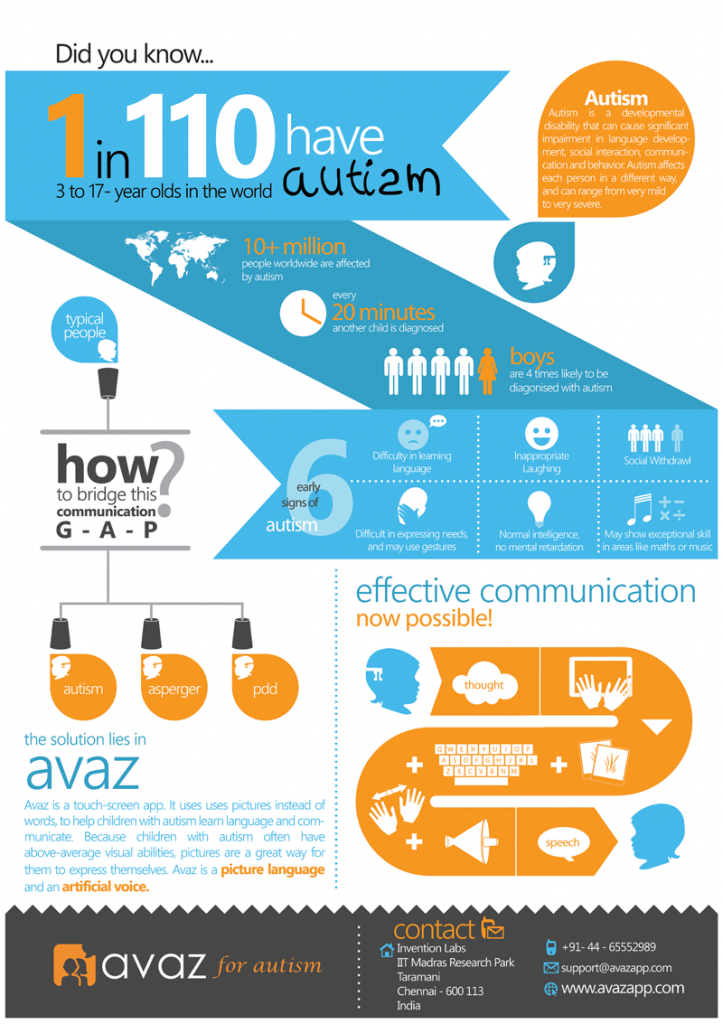 Did you know...
1 in 110 have
3 to 17- year olds in the world autizm
Autism
Autism is a developmental
disability that can cause significant
impairment in language develop-
ment, social interaction, communi-
cation and behavior. Autism affects
each person in a different way,
and can range from very mild
to very severe.
10+ million
people worldwide are affected
by autism
every
20 minutes
another child is diagnosed
boys
are 4 times likely to be
diagonised with autism
typical
people
how?
to bridge this
communication
G - A - P
6
early
signs of
autism
Difficulty in learning
language
Inappropriate
Laughing
Social Withdrawl
Difficult in expressing needs,
and may use gestures
Normal intelligence,
no mental retardation
May show exceptional skill
in areas like maths or music
autism
asperger
pdd
the solution lies in
avaz
Avaz is a touch-screen app. It uses uses pictures instead of
words, to help children with autism learn language and com-
municate. Because children with autism often have
above-average visual abilities, pictures are a great way for
them to express themselves. Avaz is a picture language
and an artificial voice.
effective communication
now possible!
thought
+
Q W E R Y U I O P
A S D F G H J K L
Z X C V B N M
+
+
speech
avaz for autism
contact
Invention Labs
IIT Madras Research Park
Taramani
Chennai - 600 113
India
+91- 44 - 65552989
support@avazapp.com
www.avazapp.com